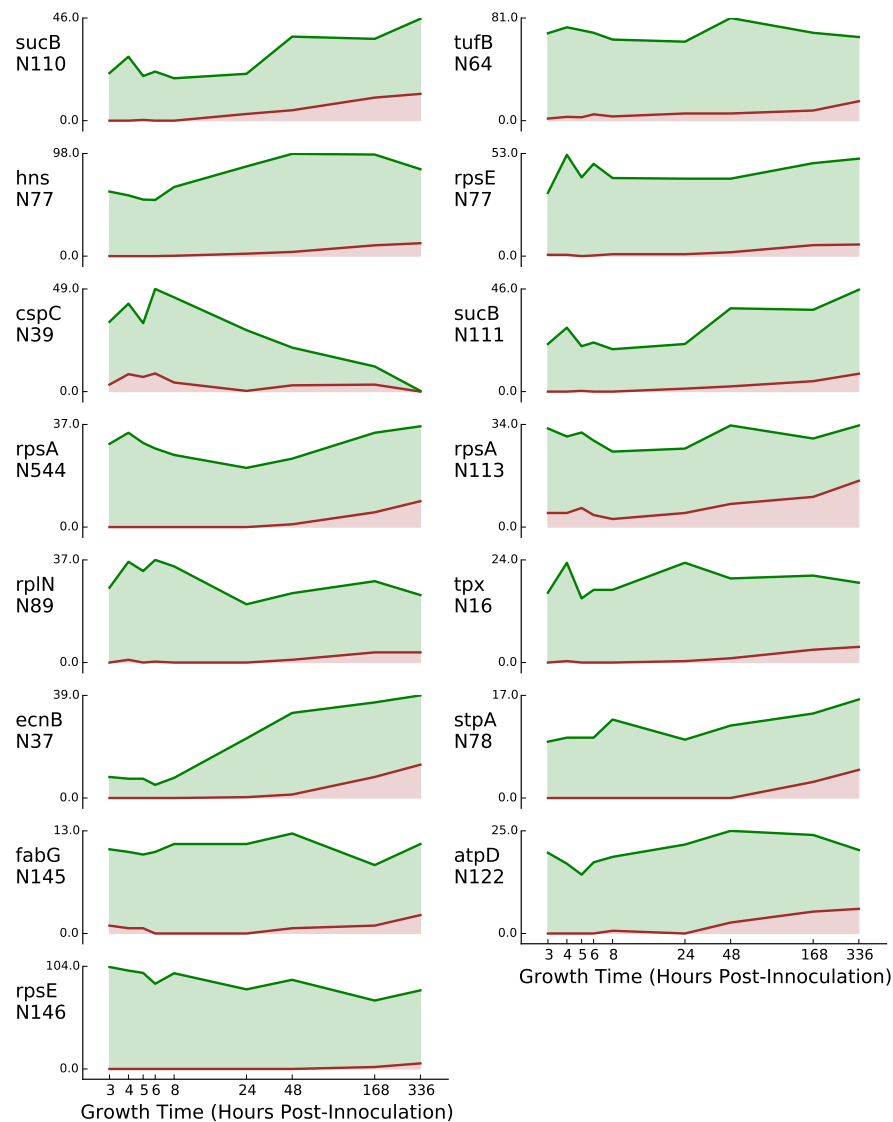 46.0
sucB
N110
0.0
81.0
tufB
N64
0.0
98.0
hns
N77
0.0
53.0
rpsE
N77
0.0
49.0
cspC
N39
0.0
46.0
sucB
N111
0.0
37.0
rpsA
N544
0.0
34.0
rpsA
N113
0.0
37.0
rplN
N89
0.0
24.0
tpx
N16
0.0
39.0
ecnB
N37
0.0
17.0
stpA
N78
0.0
13.0
fabG
N145
0.0
25.0
atpD
N122
0.0
3 4 5 6 8 24 48 168 336
Growth Time (Hours Post-Innoculation)
104.0
rpsE
N146
0.0
3 4 5 6 8 24 48 168 336
Growth Time (Hours Post-Innoculation)